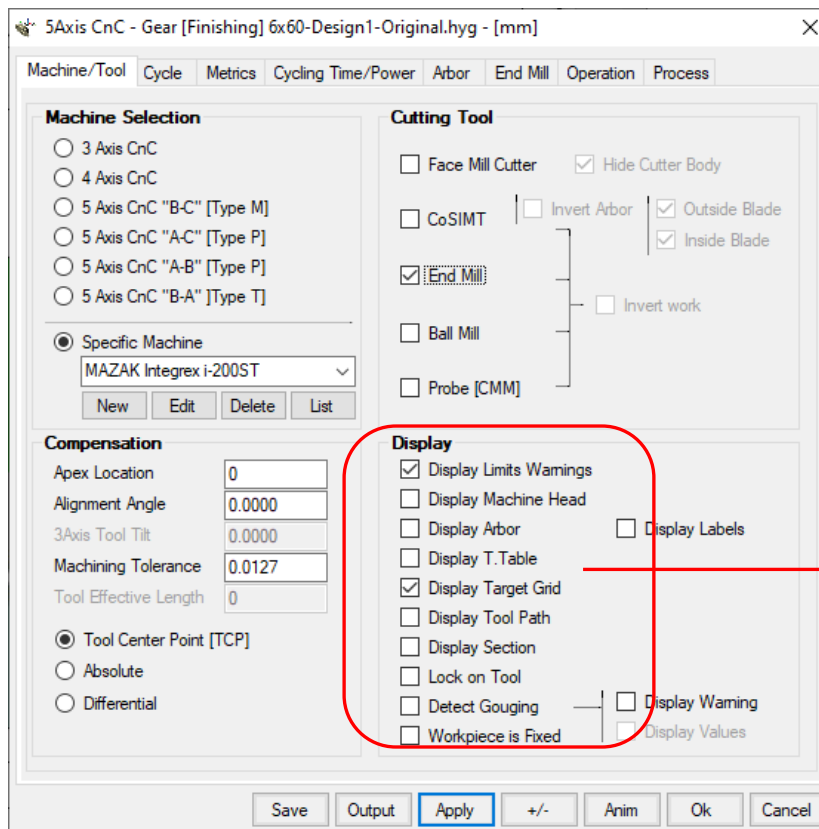 5Axis CnC - Gear [Finishing] 6x60-Design1-Original.hyg - [mm]
Machine/Tool Cycle Metrics Cycling Time/Power Arbor End Mill Operation Process
Machine Selection
3 Axis CnC
4 Axis CnC
5 Axis CnC "B-C" [Type M]
5 Axis CnC "A-C" [Type P]
5 Axis CnC "A-B" [Type P]
5 Axis CnC "B-A" ]Type T]
Specific Machine
MAZAK Integrex i-200ST
New Edit Delete List
Cutting Tool
Face Mill Cutter Hide Cutter Body
CoSIMT Invert Arbor Outside Blade
Inside Blade
End Mill
Invert work
Ball Mill
Probe [CMM]
Compensation
Apex Location 0
Alignment Angle 0.0000
3Axis Tool Tilt 0.0000
Machining Tolerance 0.0127
Tool Effective Length 0
Tool Center Point [TCP]
Absolute
Differential
Display
Display Limits Warnings
Display Machine Head
Display Arbor Display Labels
Display T.Table
Display Target Grid
Display Tool Path
Display Section
Lock on Tool
Detect Gouging Display Warning
Workpiece is Fixed Display Values
Save Output Apply +/- Anim Ok Cancel